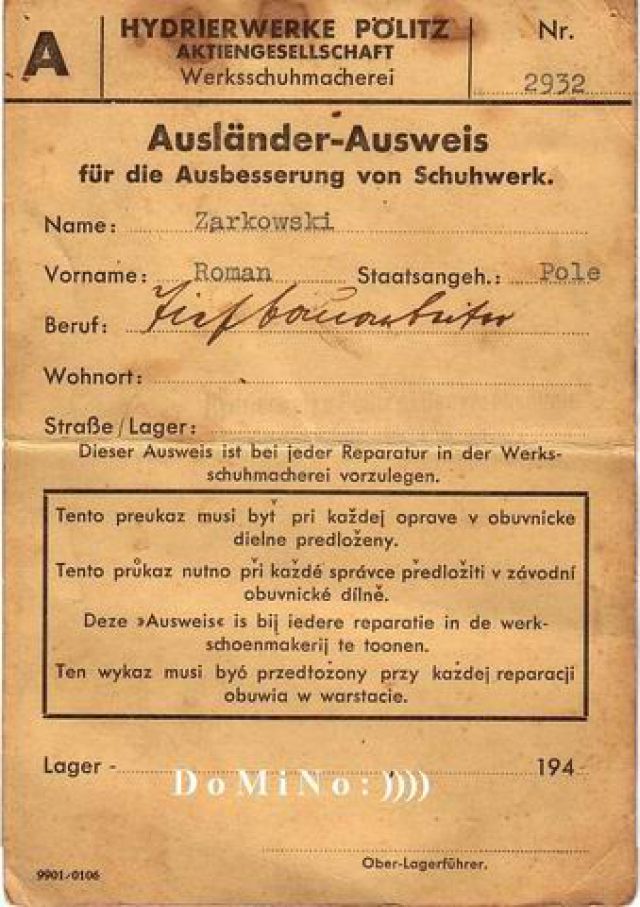 A
HYDRIERWERKE PÖLITZ
AKTIENGESELLSCHAFT
Werksschuhmacherei
Nr.
2932
Ausländer-Ausweis
für die Ausbesserung von Schuhwerk.
Name: Zarkowski
Vorname: Roman Staatsangeh.: Pole
Beruf: Tiefbauarbeiter
Wohnort:
Straße/Lager:
Dieser Ausweis ist bei jeder Reparatur in der Werks-
schuhmacherei vorzulegen.
Tento preukaz musi byť pri každej oprave v obuvnicke
dielne predloženy.
Tento průkaz nutno při každé správce předložiti v závodní
obuvnické dílně.
Deze »Ausweis« is bij iedere reparatie in de werk-
schoenmakerij te toonen.
Ten wykaz musi być przedłożony przy każdej reparacji
obuwia w warstacie.
Lager - 194
DoMiNo:))))
Ober-Lagerführer.
9901/0106